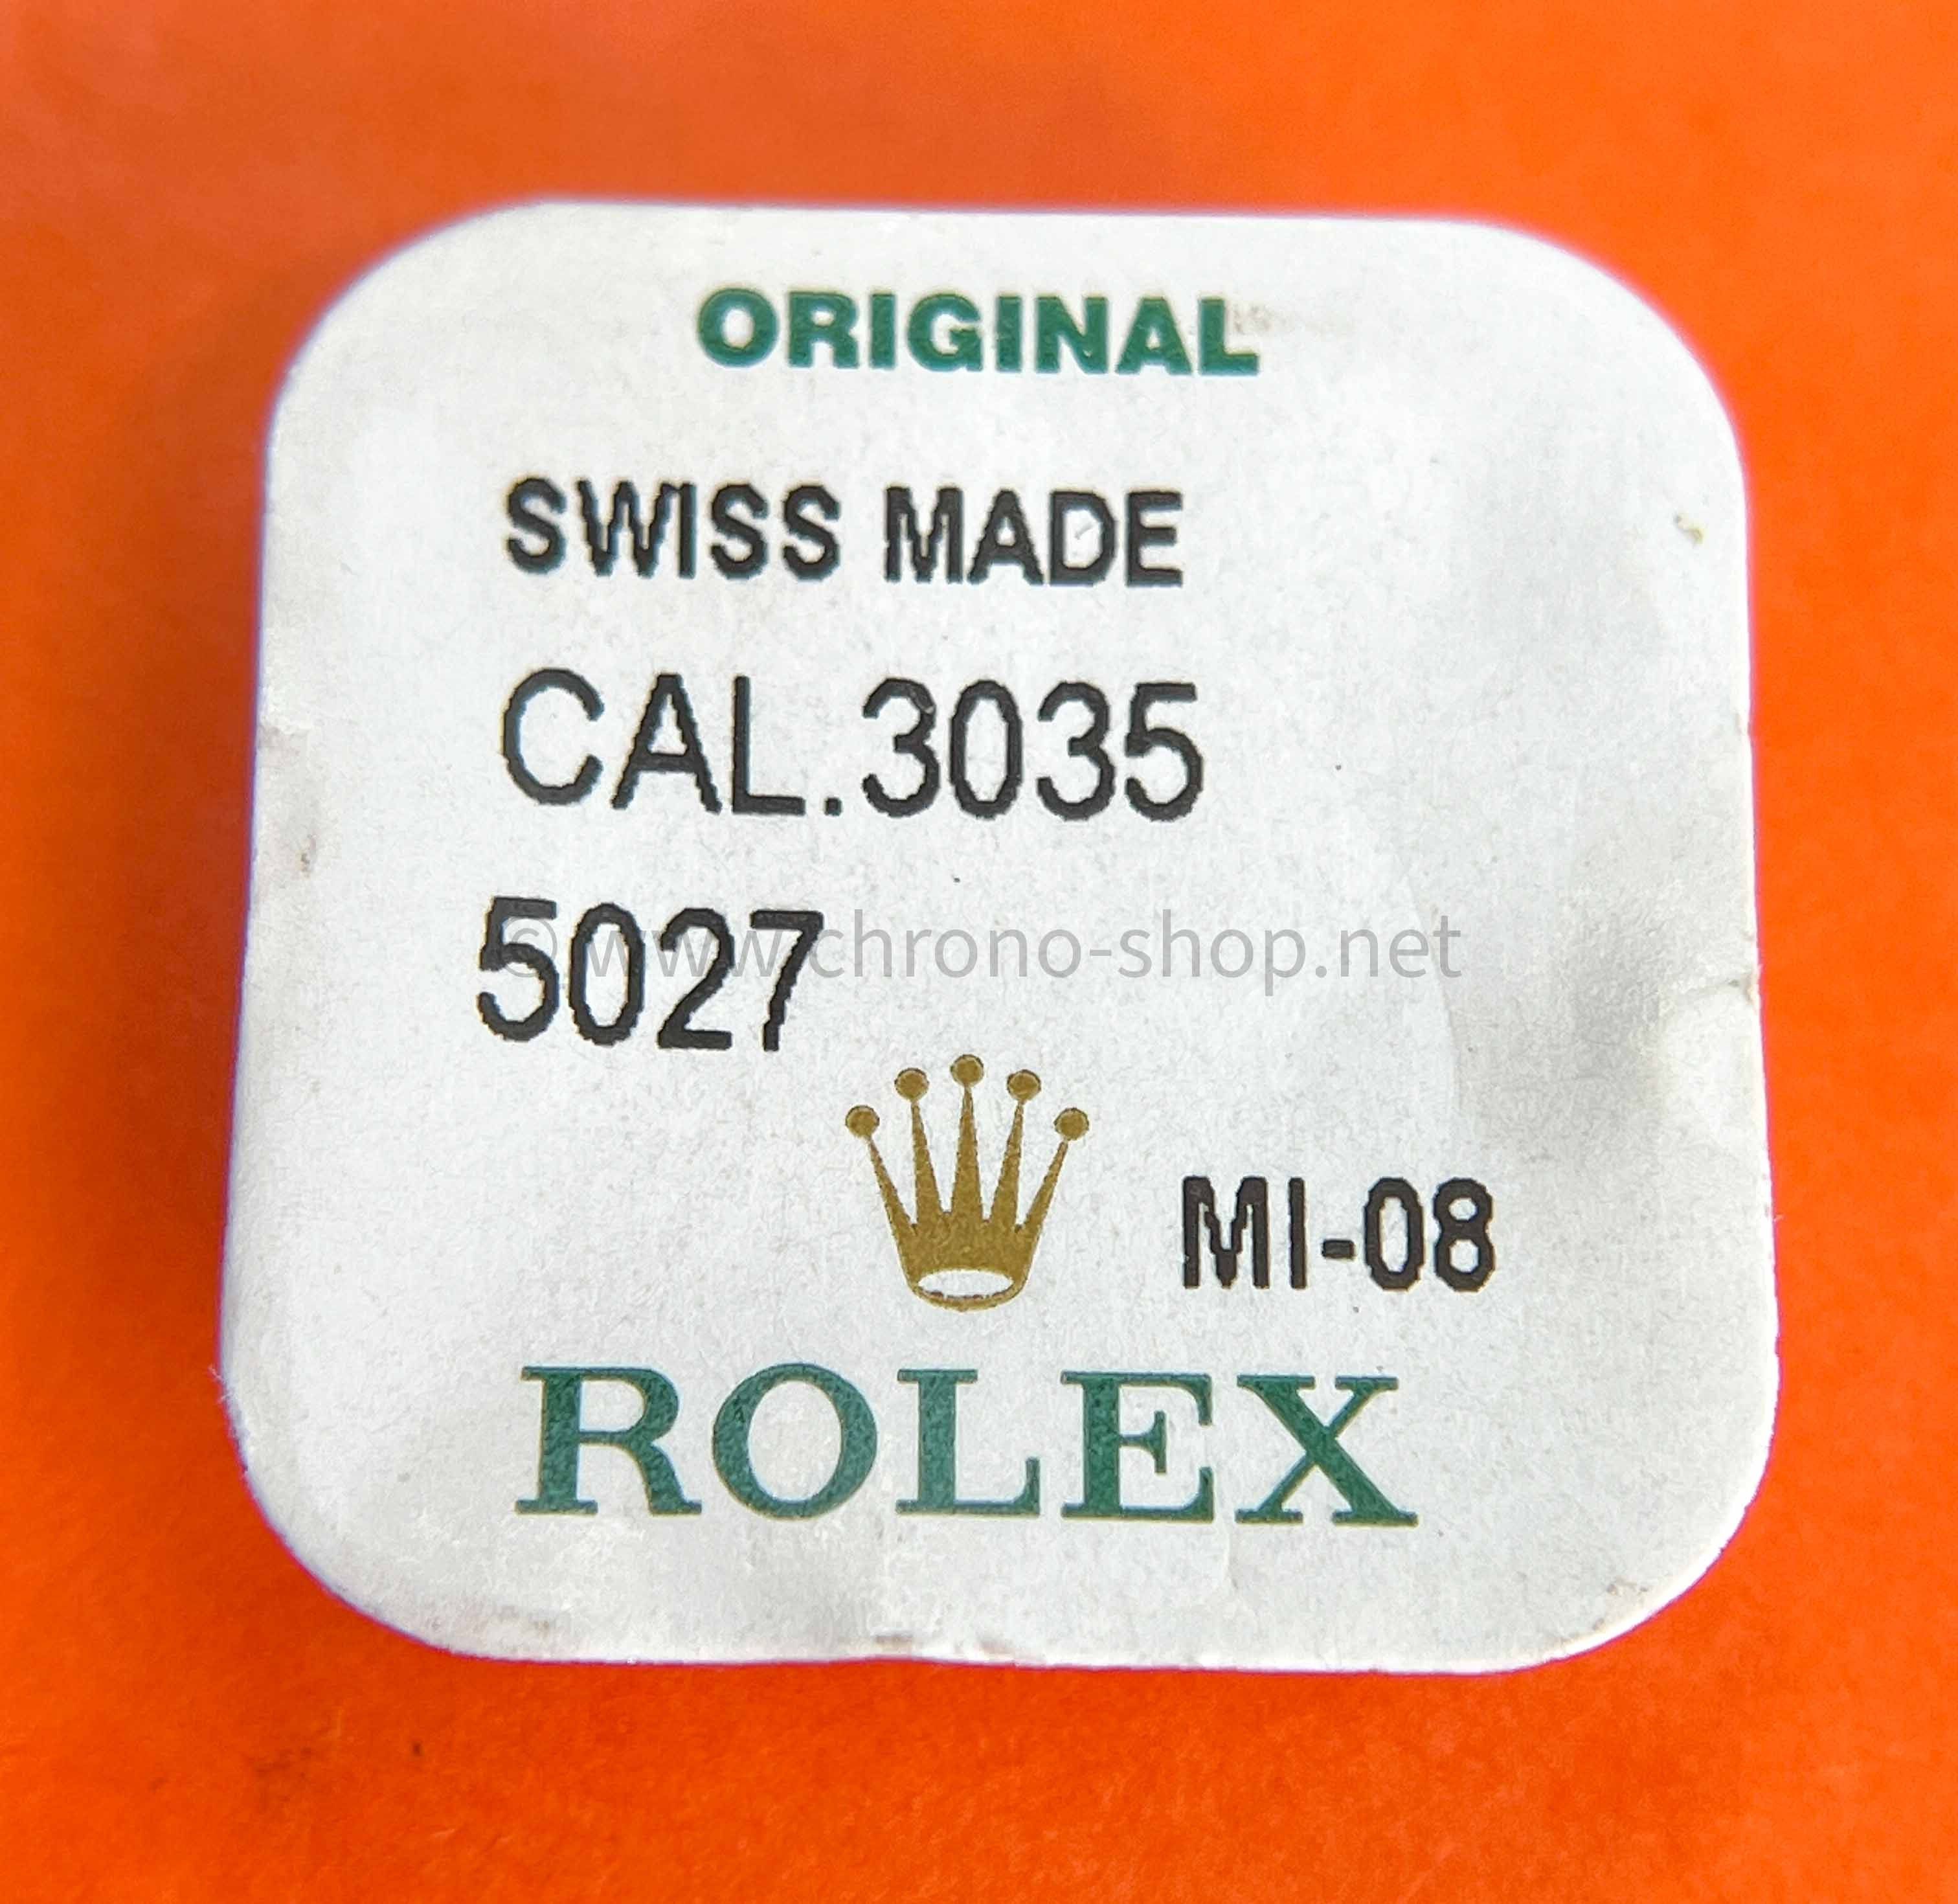 ORIGINAL
SWISS MADE
CAL.3035
5027
© www.chrono-shop.net
MI-08
ROLEX